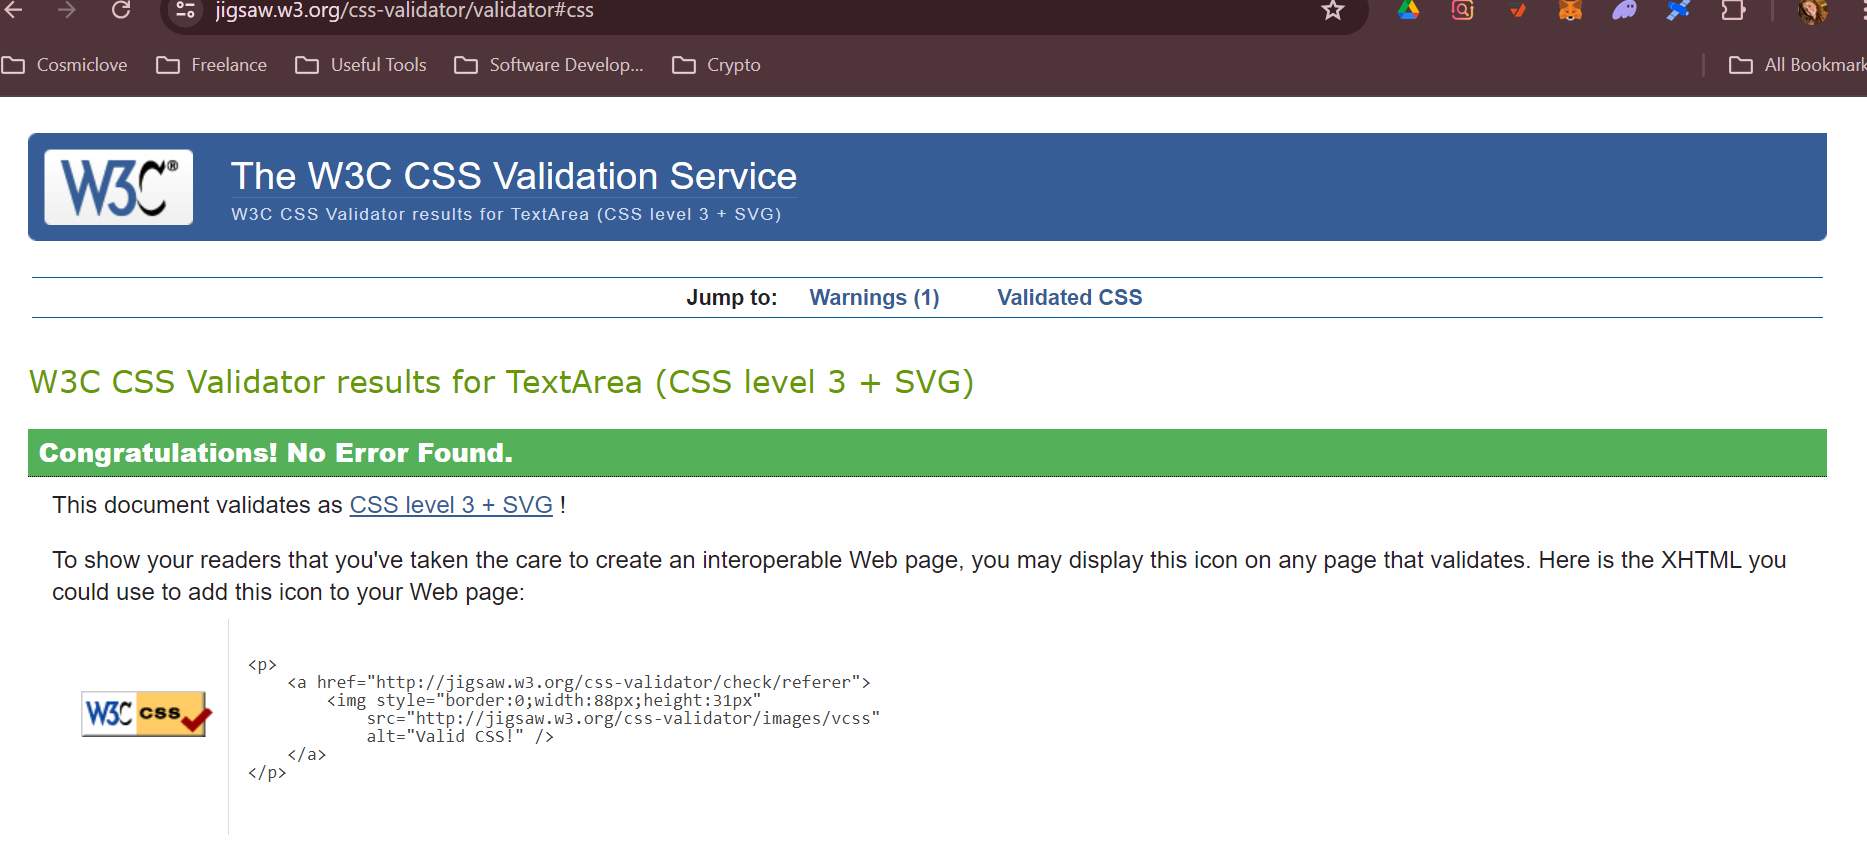 jigsaw.w3.org/css-validator/validator#css
Cosmiclove Freelance Useful Tools Software Develop... Crypto All Bookmark
W3C®
The W3C CSS Validation Service
W3C CSS Validator results for TextArea (CSS level 3 + SVG)
Jump to: Warnings (1) Validated CSS
W3C CSS Validator results for TextArea (CSS level 3 + SVG)
Congratulations! No Error Found.
This document validates as CSS level 3 + SVG !
To show your readers that you've taken the care to create an interoperable Web page, you may display this icon on any page that validates. Here is the XHTML you
could use to add this icon to your Web page:
W3C css
<p>
<a href="http://jigsaw.w3.org/css-validator/check/referer">
<img style="border:0;width:88px;height:31px"
src="http://jigsaw.w3.org/css-validator/images/vcss"
alt="Valid CSS!" />
</a>
</p>